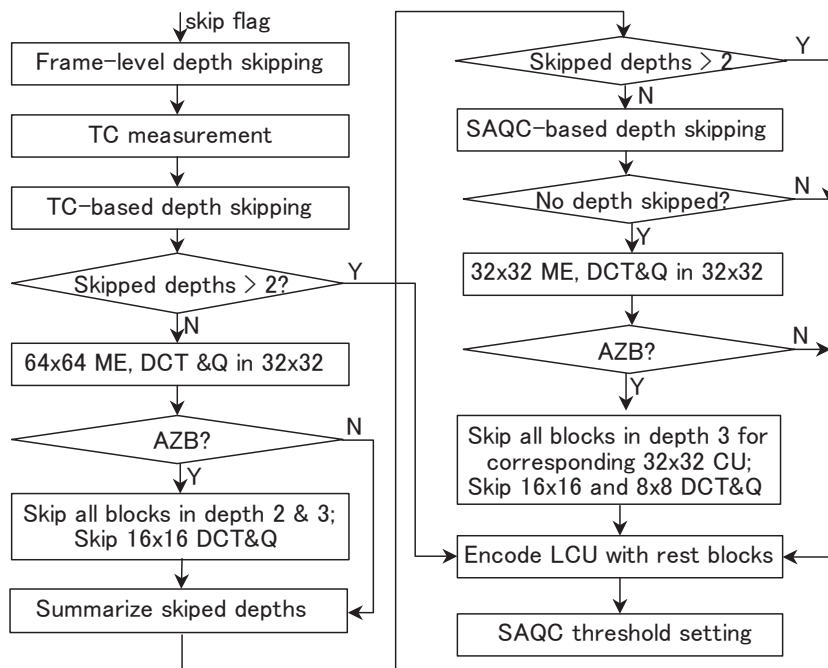 skip flag
Frame-level depth skipping
TC measurement
TC-based depth skipping
Skipped depths > 2?
Y
N
64x64 ME, DCT &Q in 32x32
AZB?
N
Y
Skip all blocks in depth 2 & 3;
Skip 16x16 DCT&Q
Summarize skiped depths
Skipped depths > 2
Y
N
SAQC-based depth skipping
No depth skipped?
N
Y
32x32 ME, DCT&Q in 32x32
AZB?
N
Y
Skip all blocks in depth 3 for
corresponding 32x32 CU;
Skip 16x16 and 8x8 DCT&Q
Encode LCU with rest blocks
SAQC threshold setting